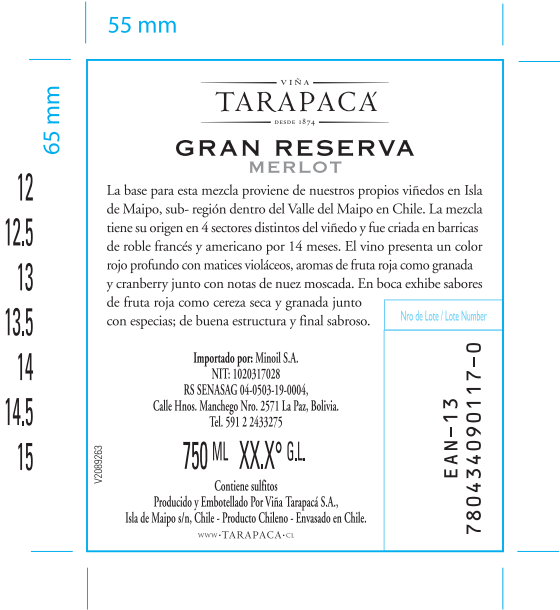 55 mm
65 mm
12
12.5
13
13.5
14
14.5
15
VIÑA
TARAPACÁ
DESDE 1874
GRAN RESERVA
MERLOT
La base para esta mezcla proviene de nuestros propios viñedos en Isla
de Maipo, sub- región dentro del Valle del Maipo en Chile. La mezcla
tiene su origen en 4 sectores distintos del viñedo y fue criada en barricas
de roble francés y americano por 14 meses. El vino presenta un color
rojo profundo con matices violáceos, aromas de fruta roja como granada
y cranberry junto con notas de nuez moscada. En boca exhibe sabores
de fruta roja como cereza seca y granada junto
con especias; de buena estructura y final sabroso.
Nro de Lote / Lote Number
Importado por: Minoil S.A.
NIT: 1020317028
RS SENASAG 04-0503-19-0004,
Calle Hnos. Manchego Nro. 2571 La Paz, Bolivia.
Tel. 591 2 2433275
750 ML XX.X° G.L.
Contiene sulfitos
Producido y Embotellado Por Viña Tarapacá S.A.,
Isla de Maipo s/n, Chile - Producto Chileno - Envasado en Chile.
WWW·TARAPACA·CL
V2089263
EAN-13
7804340901170-0